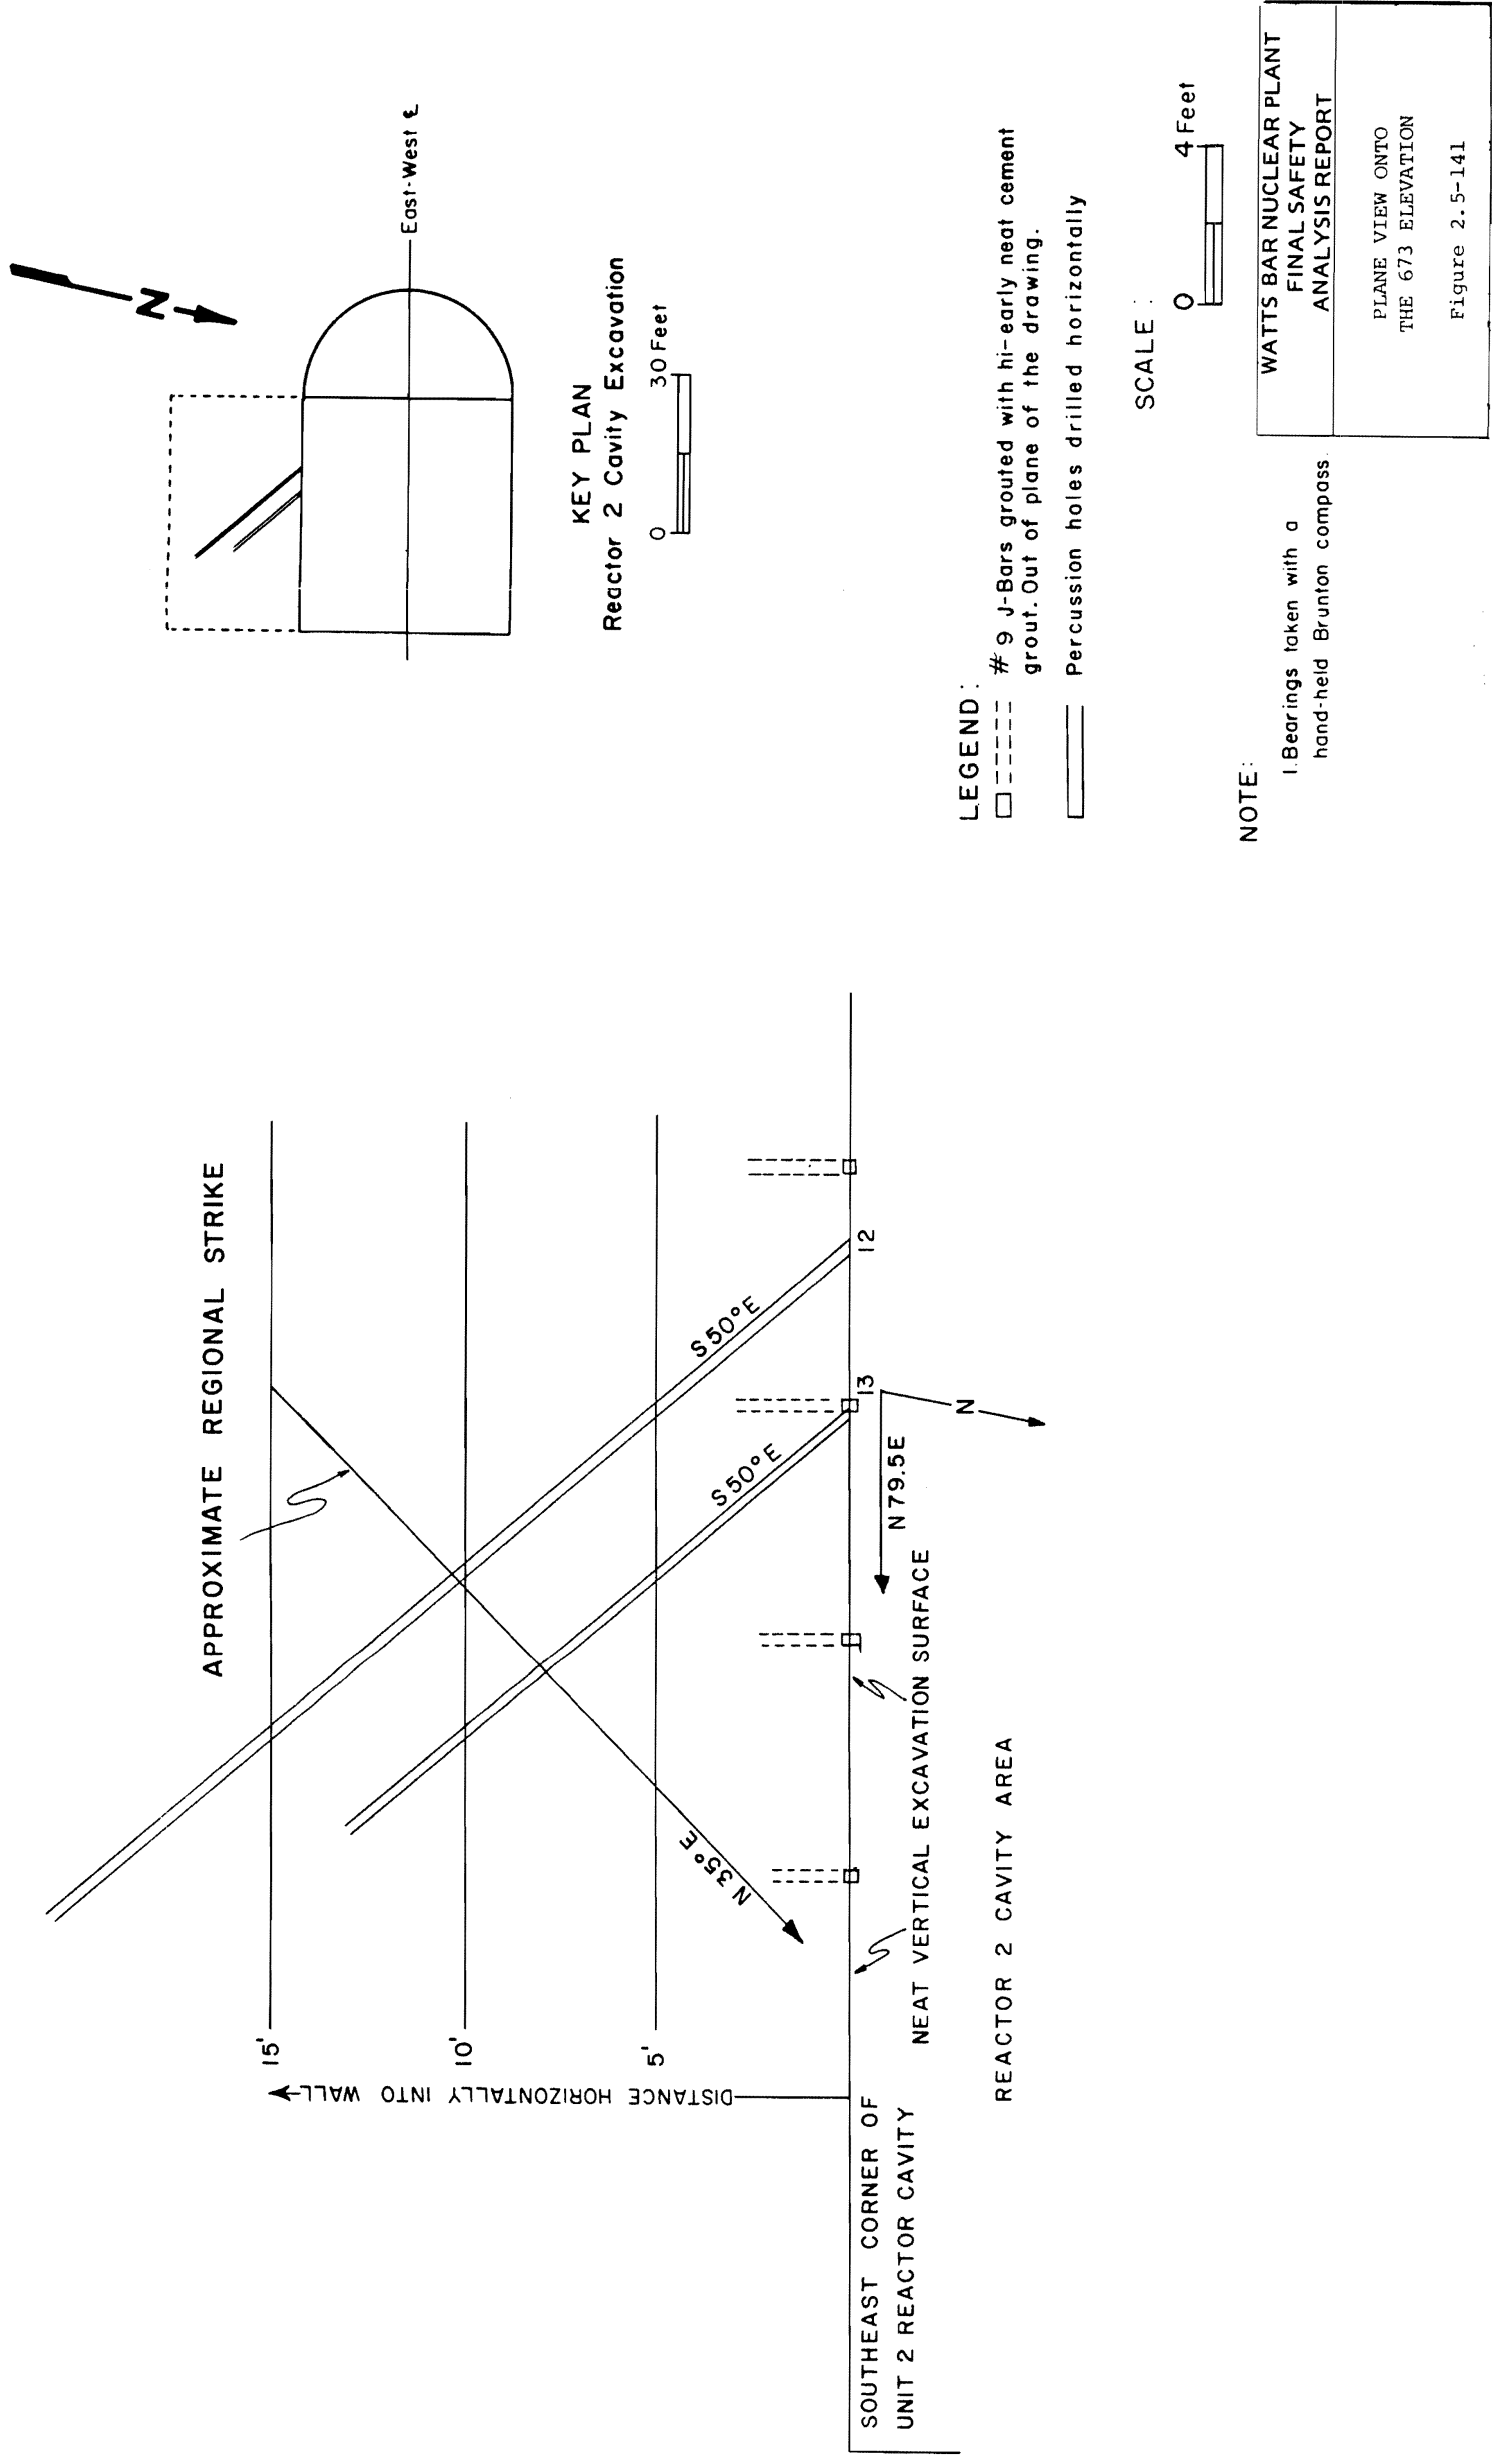 N
East-West ℄
KEY PLAN
Reactor 2 Cavity Excavation
0 30 Feet
APPROXIMATE REGIONAL STRIKE
15'
10'
5'
DISTANCE HORIZONTALLY INTO WALL
S 50° E
S 50° E
N 35° E
12
13
N
N 79.5E
NEAT VERTICAL EXCAVATION SURFACE
SOUTHEAST CORNER OF
UNIT 2 REACTOR CAVITY
REACTOR 2 CAVITY AREA
LEGEND:
# 9 J-Bars grouted with hi-early neat cement
grout. Out of plane of the drawing.
Percussion holes drilled horizontally
SCALE :
0 4 Feet
NOTE:
1. Bearings taken with a
hand-held Brunton compass.
WATTS BAR NUCLEAR PLANT
FINAL SAFETY
ANALYSIS REPORT
PLANE VIEW ONTO
THE 673 ELEVATION
Figure 2.5-141